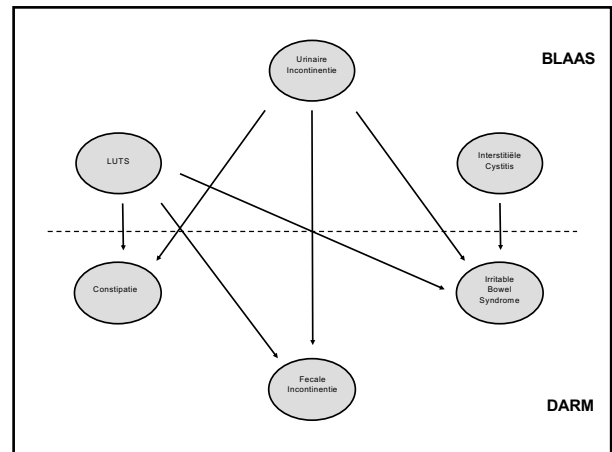 Urinaire
Incontinentie
BLAAS
LUTS
Interstitiële
Cystitis
Constipatie
Irritable
Bowel
Syndrome
Fecale
Incontinentie
DARM